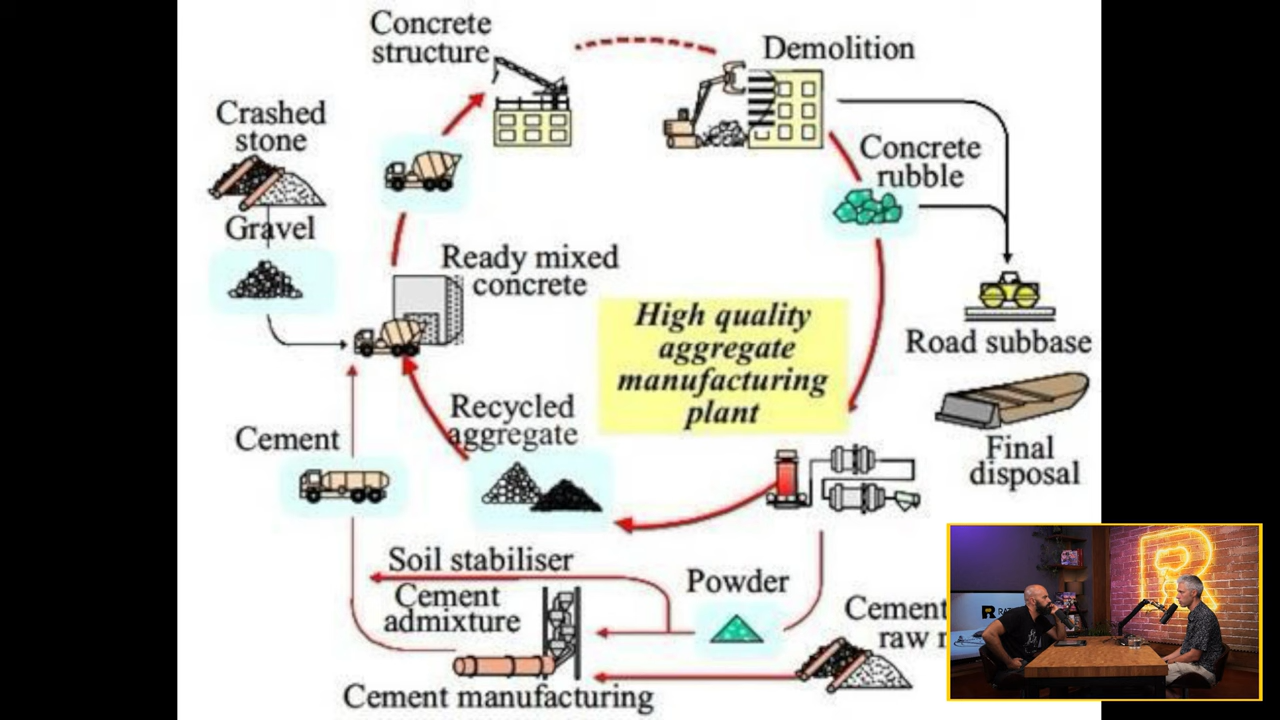 Concrete
structure
Demolition
Crashed
stone
Concrete
rubble
Gravel
Ready mixed
concrete
High quality
aggregate
manufacturing
plant
Road subbase
Recycled
aggregate
Cement
Final
disposal
Soil stabiliser
Powder
Cement
admixture
Cement
raw
Cement manufacturing
R